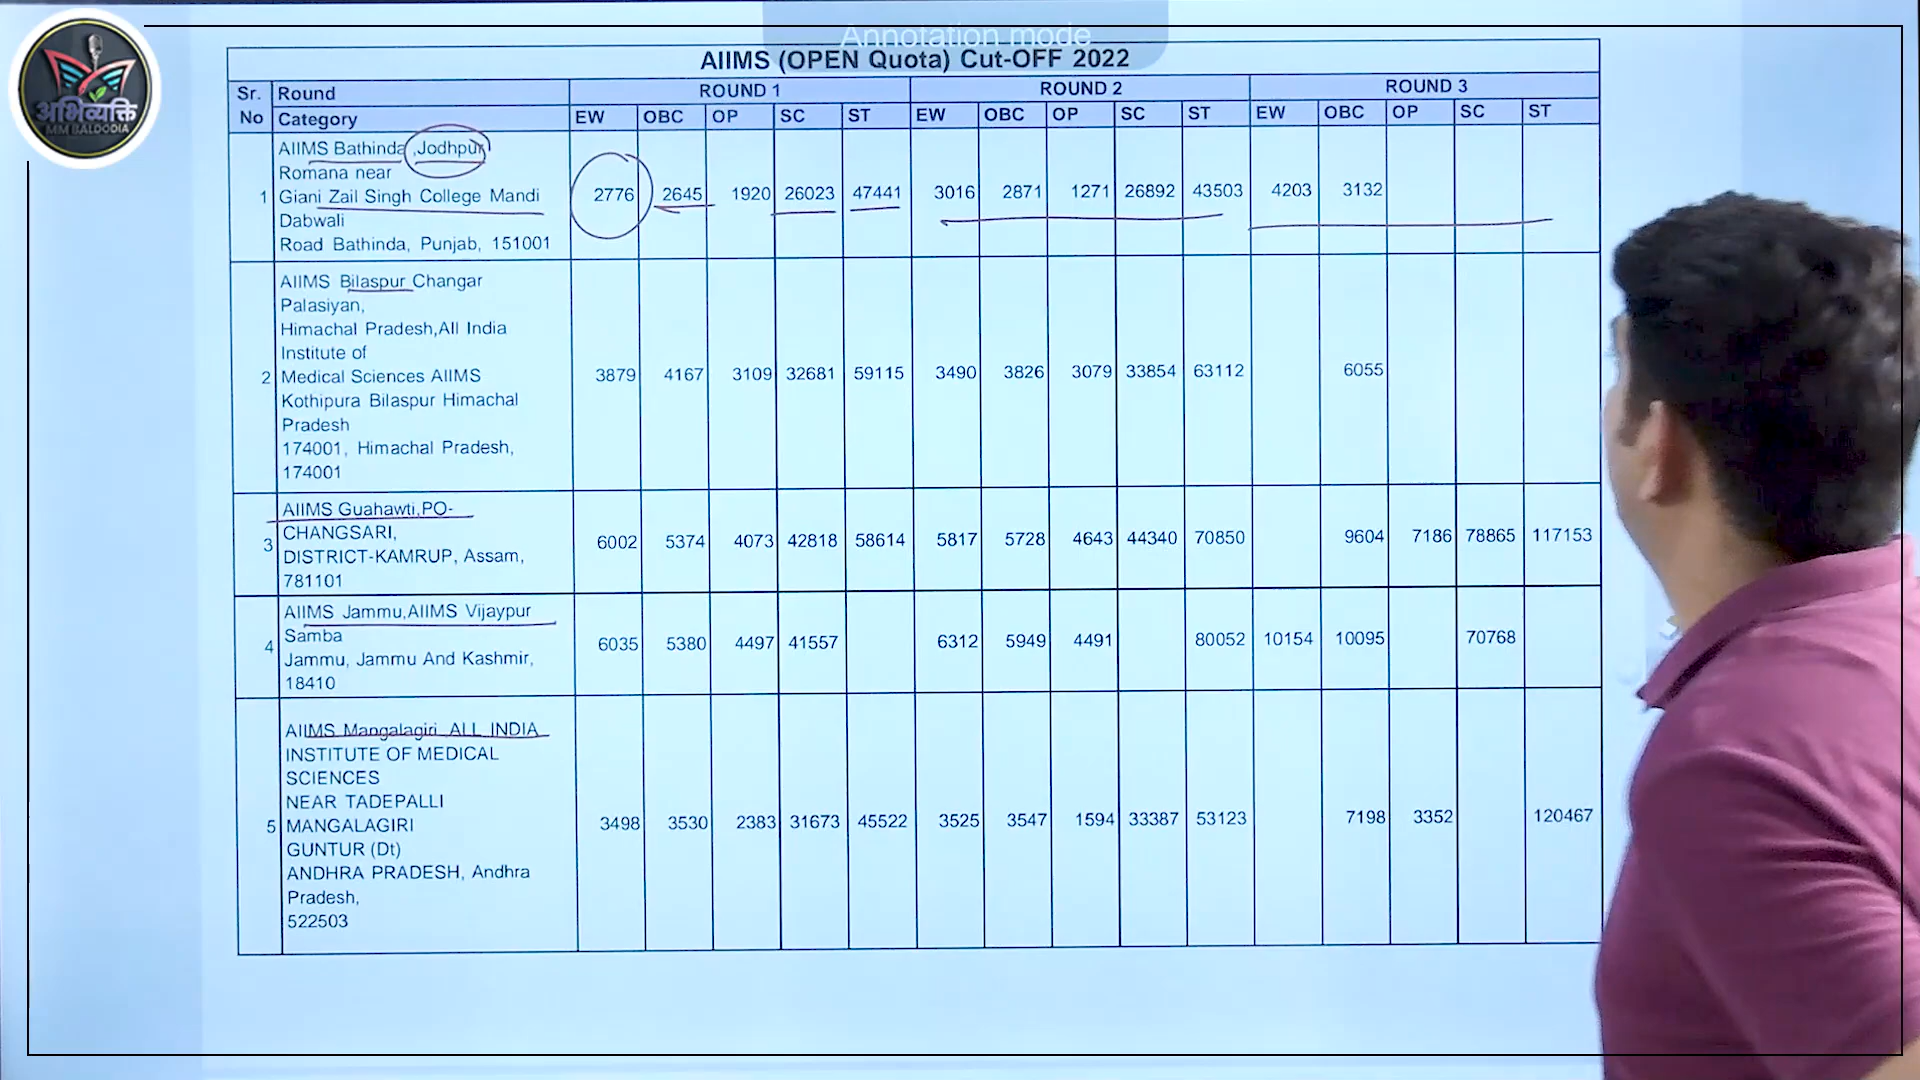 अभिव्यक्ति
MM BALDODIA
Annotation mode
AIIMS (OPEN Quota) Cut-OFF 2022
Sr. No Round Category ROUND 1 ROUND 2 ROUND 3
EW OBC OP SC ST EW OBC OP SC ST EW OBC OP SC ST
AIIMS Bathinda ,Jodhpur
Romana near
1 Giani Zail Singh College Mandi 2776 2645 1920 26023 47441 3016 2871 1271 26892 43503 4203 3132
Dabwali
Road Bathinda, Punjab, 151001
AIIMS Bilaspur Changar
Palasiyan,
Himachal Pradesh,All India
Institute of
2 Medical Sciences AIIMS 3879 4167 3109 32681 59115 3490 3826 3079 33854 63112 6055
Kothipura Bilaspur Himachal
Pradesh
174001, Himachal Pradesh,
174001
AIIMS Guahawti,PO-
3 CHANGSARI, 6002 5374 4073 42818 58614 5817 5728 4643 44340 70850 9604 7186 78865 117153
DISTRICT-KAMRUP, Assam,
781101
AIIMS Jammu,AIIMS Vijaypur
4 Samba 6035 5380 4497 41557 6312 5949 4491 80052 10154 10095 70768
Jammu, Jammu And Kashmir,
18410
AIIMS Mangalagiri ALL INDIA
INSTITUTE OF MEDICAL
SCIENCES
NEAR TADEPALLI
5 MANGALAGIRI 3498 3530 2383 31673 45522 3525 3547 1594 33387 53123 7198 3352 120467
GUNTUR (Dt)
ANDHRA PRADESH, Andhra
Pradesh,
522503